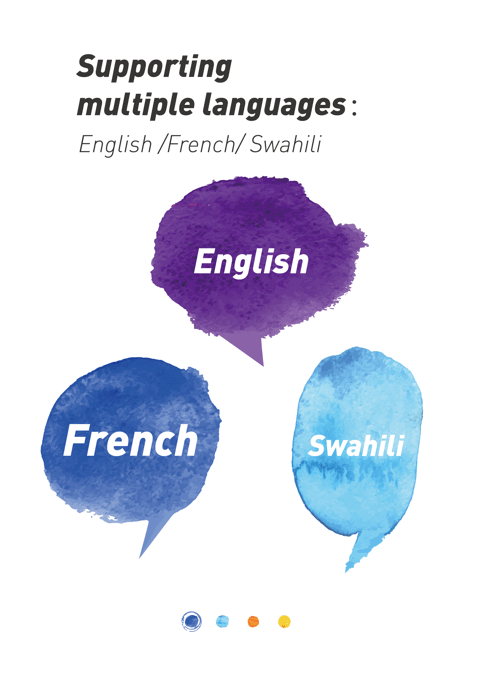 Supporting
multiple languages:
English /French/ Swahili
English
French
Swahili